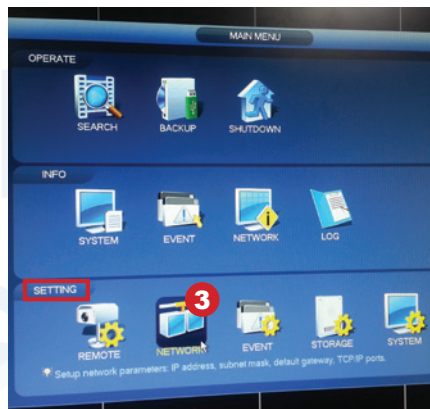 MAIN MENU
OPERATE
SEARCH BACKUP SHUTDOWN
INFO
SYSTEM EVENT NETWORK LOG
SETTING
3
REMOTE NETWORK EVENT STORAGE SYSTEM
Setup network parameters: IP address, subnet mask, default gateway, TCP/IP ports.